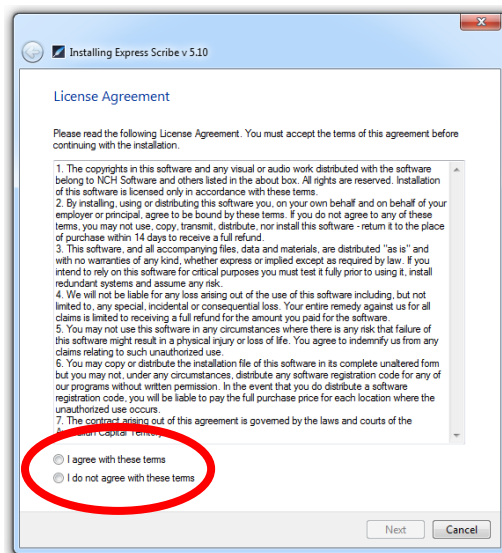 Installing Express Scribe v 5.10
License Agreement
Please read the following License Agreement. You must accept the terms of this agreement before
continuing with the installation.
1. The copyrights in this software and any visual or audio work distributed with the software
belong to NCH Software and others listed in the about box. All rights are reserved. Installation
of this software is licensed only in accordance with these terms.
2. By installing, using or distributing this software you, on your own behalf and on behalf of your
employer or principal, agree to be bound by these terms. If you do not agree to any of these
terms, you may not use, copy, transmit, distribute, nor install this software - return it to the place
of purchase within 14 days to receive a full refund.
3. This software, and all accompanying files, data and materials, are distributed "as is" and
with no warranties of any kind, whether express or implied except as required by law. If you
intend to rely on this software for critical purposes you must test it fully prior to using it, install
redundant systems and assume any risk.
4. We will not be liable for any loss arising out of the use of this software including, but not
limited to, any special, incidental or consequential loss. Your entire remedy against us for all
claims is limited to receiving a full refund for the amount you paid for the software.
5. You may not use this software in any circumstances where there is any risk that failure of
this software might result in a physical injury or loss of life. You agree to indemnify us from any
claims relating to such unauthorized use.
6. You may copy or distribute the installation file of this software in its complete unaltered form
but you may not, under any circumstances, distribute any software registration code for any of
our programs without written permission. In the event that you do distribute a software
registration code, you will be liable to pay the full purchase price for each location where the
unauthorized use occurs.
7. The contract arising out of this agreement is governed by the laws and courts of the
Australian Capital Territory.
I agree with these terms
I do not agree with these terms
Next
Cancel